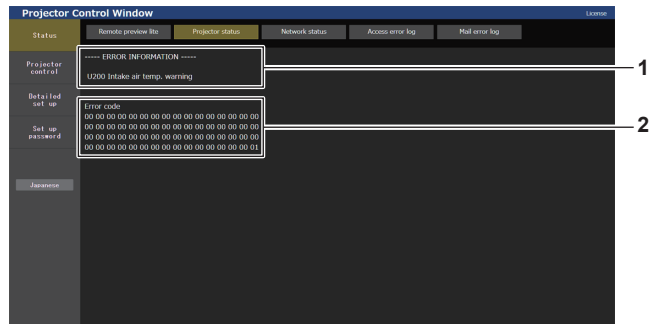 Projector Control Window
License
Status
Remote preview lite
Projector status
Network status
Access error log
Mail error log
----- ERROR INFORMATION -----
U200 Intake air temp. warning
1
Projector
control
Detailed
set up
Error code
00 00 00 00 00 00 00 00 00 00 00 00 00 00 00 00
00 00 00 00 00 00 00 00 00 00 00 00 00 00 00 00
00 00 00 00 00 00 00 00 00 00 00 00 00 00 00 00
00 00 00 00 00 00 00 00 00 00 00 00 00 00 00 01
2
Set up
password
Japanese